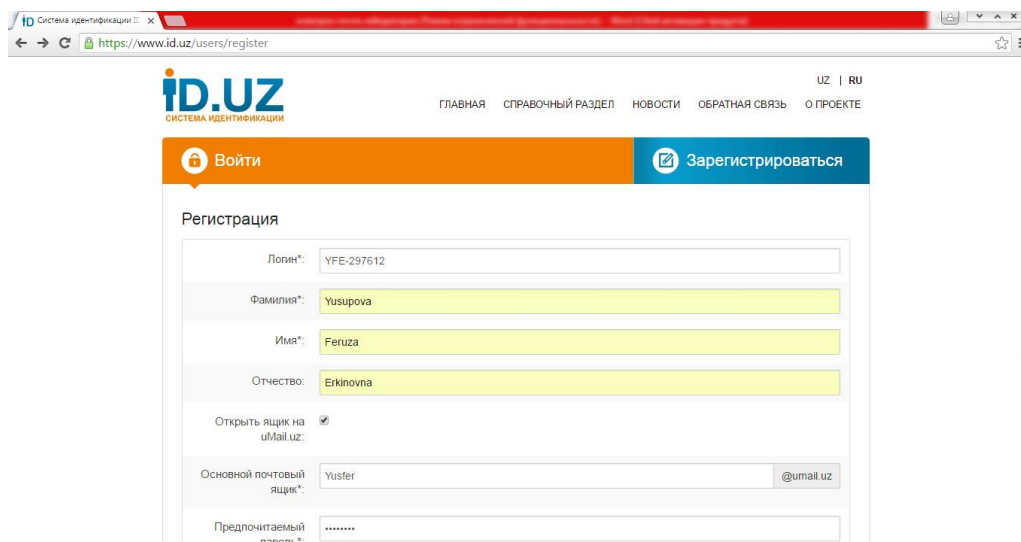 Система идентификации II
https://www.id.uz/users/register
iD.UZ
СИСТЕМА ИДЕНТИФИКАЦИИ
UZ | RU
ГЛАВНАЯ СПРАВОЧНЫЙ РАЗДЕЛ НОВОСТИ ОБРАТНАЯ СВЯЗЬ О ПРОЕКТЕ
Войти
Зарегистрироваться
Регистрация
Логин*: YFE-297612
Фамилия*: Yusupova
Имя*: Feruza
Отчество: Erkinovna
Открыть ящик на
uMail.uz:
Основной почтовый
ящик*: Yusfer @umail.uz
Предпочитаемый
пароль*: ••••••••